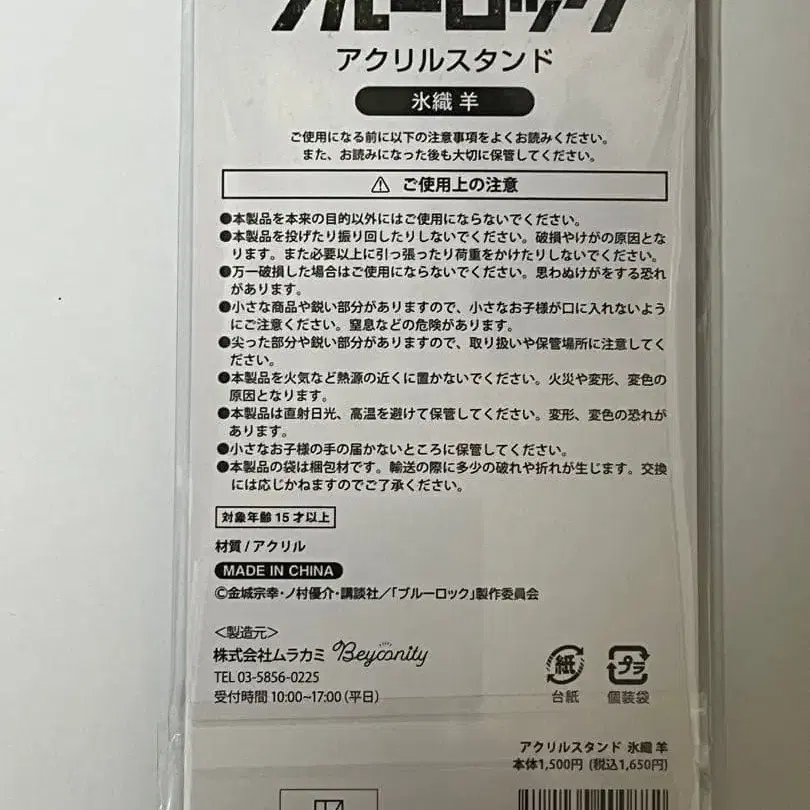 ブルーロック
アクリルスタンド
氷織 羊
ご使用になる前に以下の注意事項をよくお読みください。
また、お読みになった後も大切に保管してください。
⚠ ご使用上の注意
●本製品を本来の目的以外にはご使用にならないでください。
●本製品を投げたり振り回したりしないでください。破損やけがの原因とな
ります。また必要以上に引っ張ったり荷重をかけたりしないでください。
●万一破損した場合はご使用にならないでください。思わぬけがをする恐れ
があります。
●小さな商品や鋭い部分がありますので、小さなお子様が口に入れないよう
にご注意ください。窒息などの危険があります。
●尖った部分や鋭い部分がありますので、取り扱いや保管場所に注意してく
ださい。
●本製品を火気など熱源の近くに置かないでください。火災や変形、変色の
原因となります。
●本製品は直射日光、高温を避けて保管してください。変形、変色の恐れが
あります。
●小さなお子様の手の届かないところに保管してください。
●本製品の袋は梱包材です。輸送の際に多少の破れや折れが生じます。交換
には応じかねますのでご了承ください。
対象年齢15才以上
材質/アクリル
MADE IN CHINA
©金城宗幸・ノ村優介・講談社/「ブルーロック」製作委員会
<製造元>
株式会社ムラカミ Beyoonity
TEL 03-5856-0225
受付時間 10:00~17:00(平日)
紙 プラ
台紙 個装袋
アクリルスタンド 氷織 羊
本体1,500円 (税込1,650円)